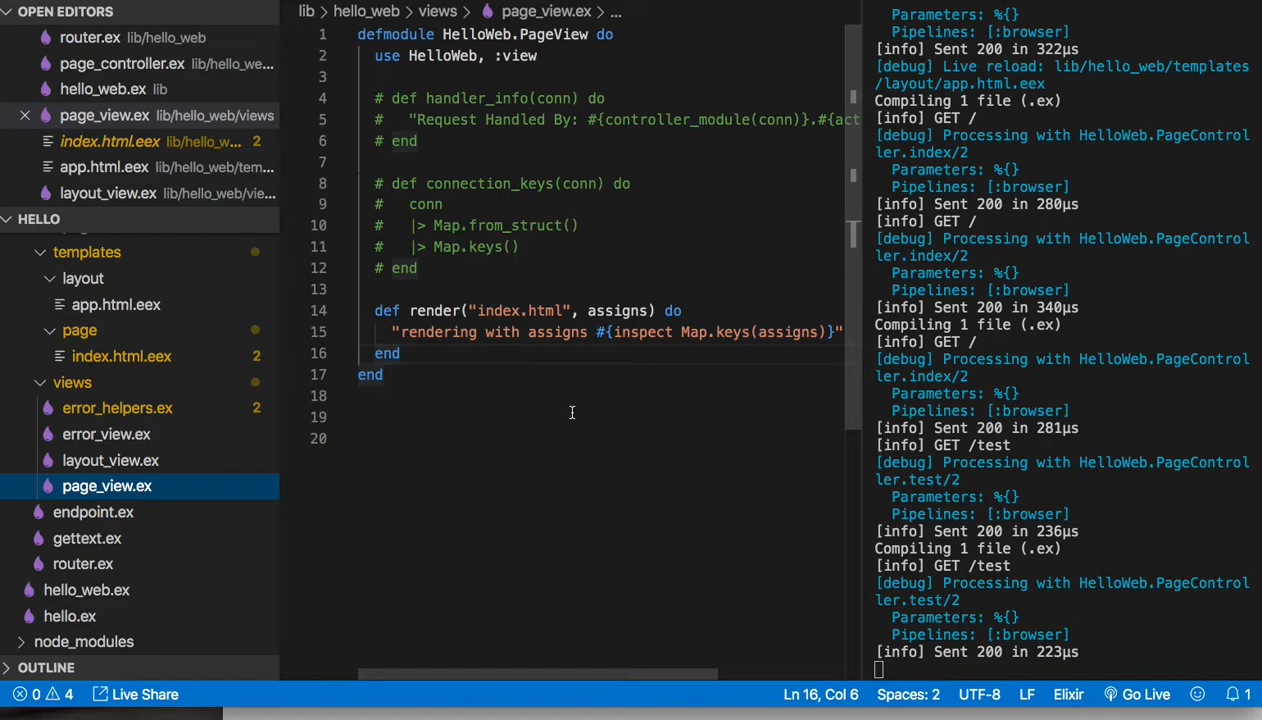 OPEN EDITORS
router.ex lib/hello_web
page_controller.ex lib/hello_we...
hello_web.ex lib
page_view.ex lib/hello_web/views
index.html.eex lib/hello_w... 2
app.html.eex lib/hello_web/tem...
layout_view.ex lib/hello_web/vie...
HELLO
templates
layout
app.html.eex
page
index.html.eex 2
views
error_helpers.ex 2
error_view.ex
layout_view.ex
page_view.ex
endpoint.ex
gettext.ex
router.ex
hello_web.ex
hello.ex
node_modules
OUTLINE
lib > hello_web > views > page_view.ex > ...
1 defmodule HelloWeb.PageView do
2 use HelloWeb, :view
3
4 # def handler_info(conn) do
5 # "Request Handled By: #{controller_module(conn)}.#{act
6 # end
7
8 # def connection_keys(conn) do
9 # conn
10 # |> Map.from_struct()
11 # |> Map.keys()
12 # end
13
14 def render("index.html", assigns) do
15 "rendering with assigns #{inspect Map.keys(assigns)}"
16 end
17 end
18
19
20
Parameters: %{}
Pipelines: [:browser]
[info] Sent 200 in 322µs
[debug] Live reload: lib/hello_web/templates
/layout/app.html.eex
Compiling 1 file (.ex)
[info] GET /
[debug] Processing with HelloWeb.PageControl
ler.index/2
Parameters: %{}
Pipelines: [:browser]
[info] Sent 200 in 280µs
[info] GET /
[debug] Processing with HelloWeb.PageControl
ler.index/2
Parameters: %{}
Pipelines: [:browser]
[info] Sent 200 in 340µs
Compiling 1 file (.ex)
[info] GET /
[debug] Processing with HelloWeb.PageControl
ler.index/2
Parameters: %{}
Pipelines: [:browser]
[info] Sent 200 in 281µs
[info] GET /test
[debug] Processing with HelloWeb.PageControl
ler.test/2
Parameters: %{}
Pipelines: [:browser]
[info] Sent 200 in 236µs
Compiling 1 file (.ex)
[info] GET /test
[debug] Processing with HelloWeb.PageControl
ler.test/2
Parameters: %{}
Pipelines: [:browser]
[info] Sent 200 in 223µs
0 4 Live Share Ln 16, Col 6 Spaces: 2 UTF-8 LF Elixir Go Live 1